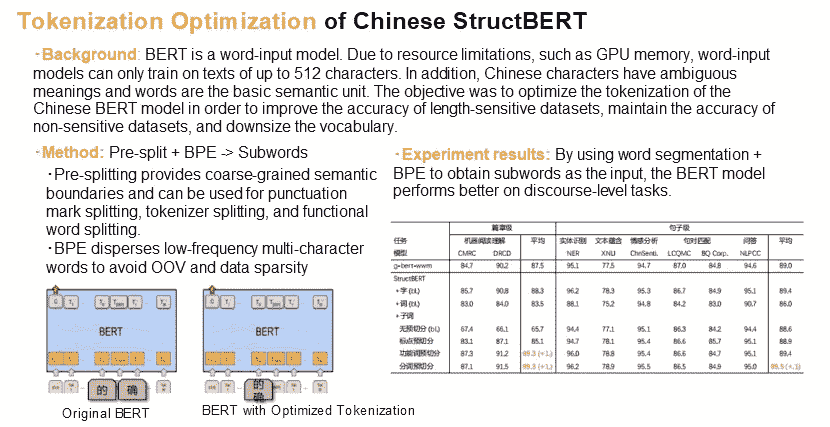 Tokenization Optimization of Chinese StructBERT
·Background: BERT is a word-input model. Due to resource limitations, such as GPU memory, word-input
models can only train on texts of up to 512 characters. In addition, Chinese characters have ambiguous
meanings and words are the basic semantic unit. The objective was to optimize the tokenization of the
Chinese BERT model in order to improve the accuracy of length-sensitive datasets, maintain the accuracy of
non-sensitive datasets, and downsize the vocabulary.
·Method: Pre-split + BPE -> Subwords
·Pre-splitting provides coarse-grained semantic
boundaries and can be used for punctuation
mark splitting, tokenizer splitting, and functional
word splitting.
·BPE disperses low-frequency multi-character
words to avoid OOV and data sparsity
BERT
的 确
Original BERT
BERT
的确
BERT with Optimized Tokenization
·Experiment results: By using word segmentation +
BPE to obtain subwords as the input, the BERT model
performs better on discourse-level tasks.
篇章级 句子级
任务 机器阅读理解 平均 实体识别 文本蕴含 情感分析 句对匹配 问答 平均
模型 CMRC DRCD NER XNLI ChnSenti. LCQMC BQ Corp. NLPCC
g-bert-wwm 84.7 90.2 87.5 95.1 77.5 94.7 87.0 84.8 94.6 89.0
StructBERT
+字 (bl.) 85.7 90.8 88.3 96.2 78.3 95.3 86.7 84.9 95.1 89.4
+词 (bl.) 83.0 84.0 83.5 88.1 75.2 94.8 84.2 83.0 90.7 86.0
+子词
无预切分 (bl.) 67.4 66.1 65.7 94.4 77.1 95.1 86.3 84.2 94.4 88.6
标点预切分 83.1 87.1 85.1 94.7 78.1 95.4 86.6 85.7 95.1 88.9
功能词预切分 87.3 91.2 89.3 (+1.) 96.0 78.8 95.4 86.6 84.7 95.1 89.4
分词预切分 87.1 91.5 89.3 (+1.) 96.2 78.9 95.5 86.5 84.9 95.0 89.5 (+.1)